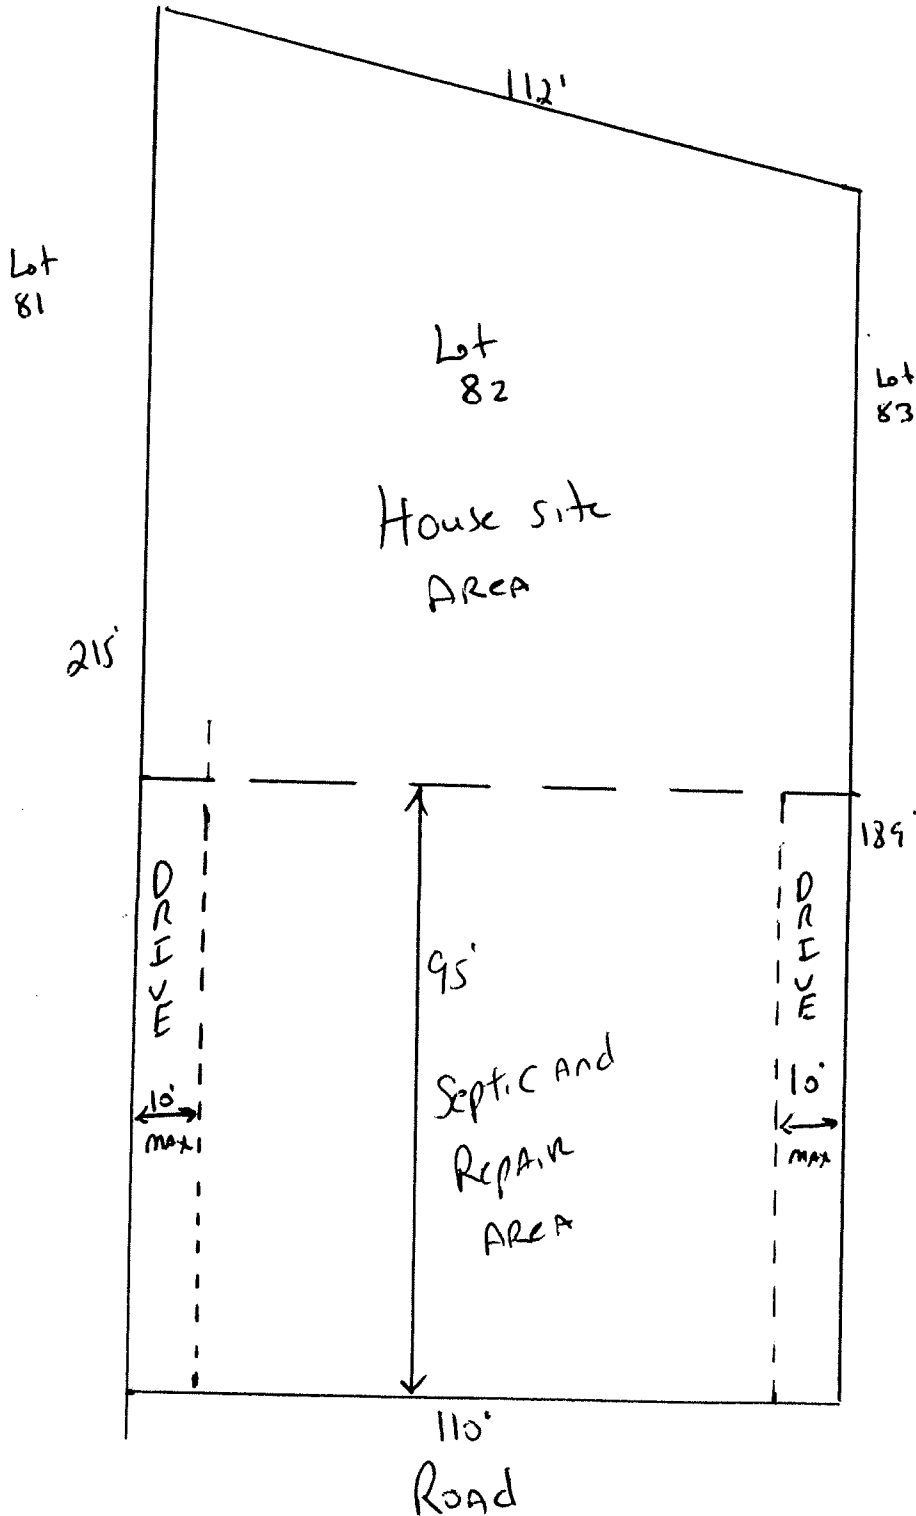 112'
Lot
81
Lot
82
Lot
83
House site
AREA
215'
189'
DRIVE
95'
DRIVE
Septic And
Repair
AREA
10'
MAX
10'
MAX
110'
Road